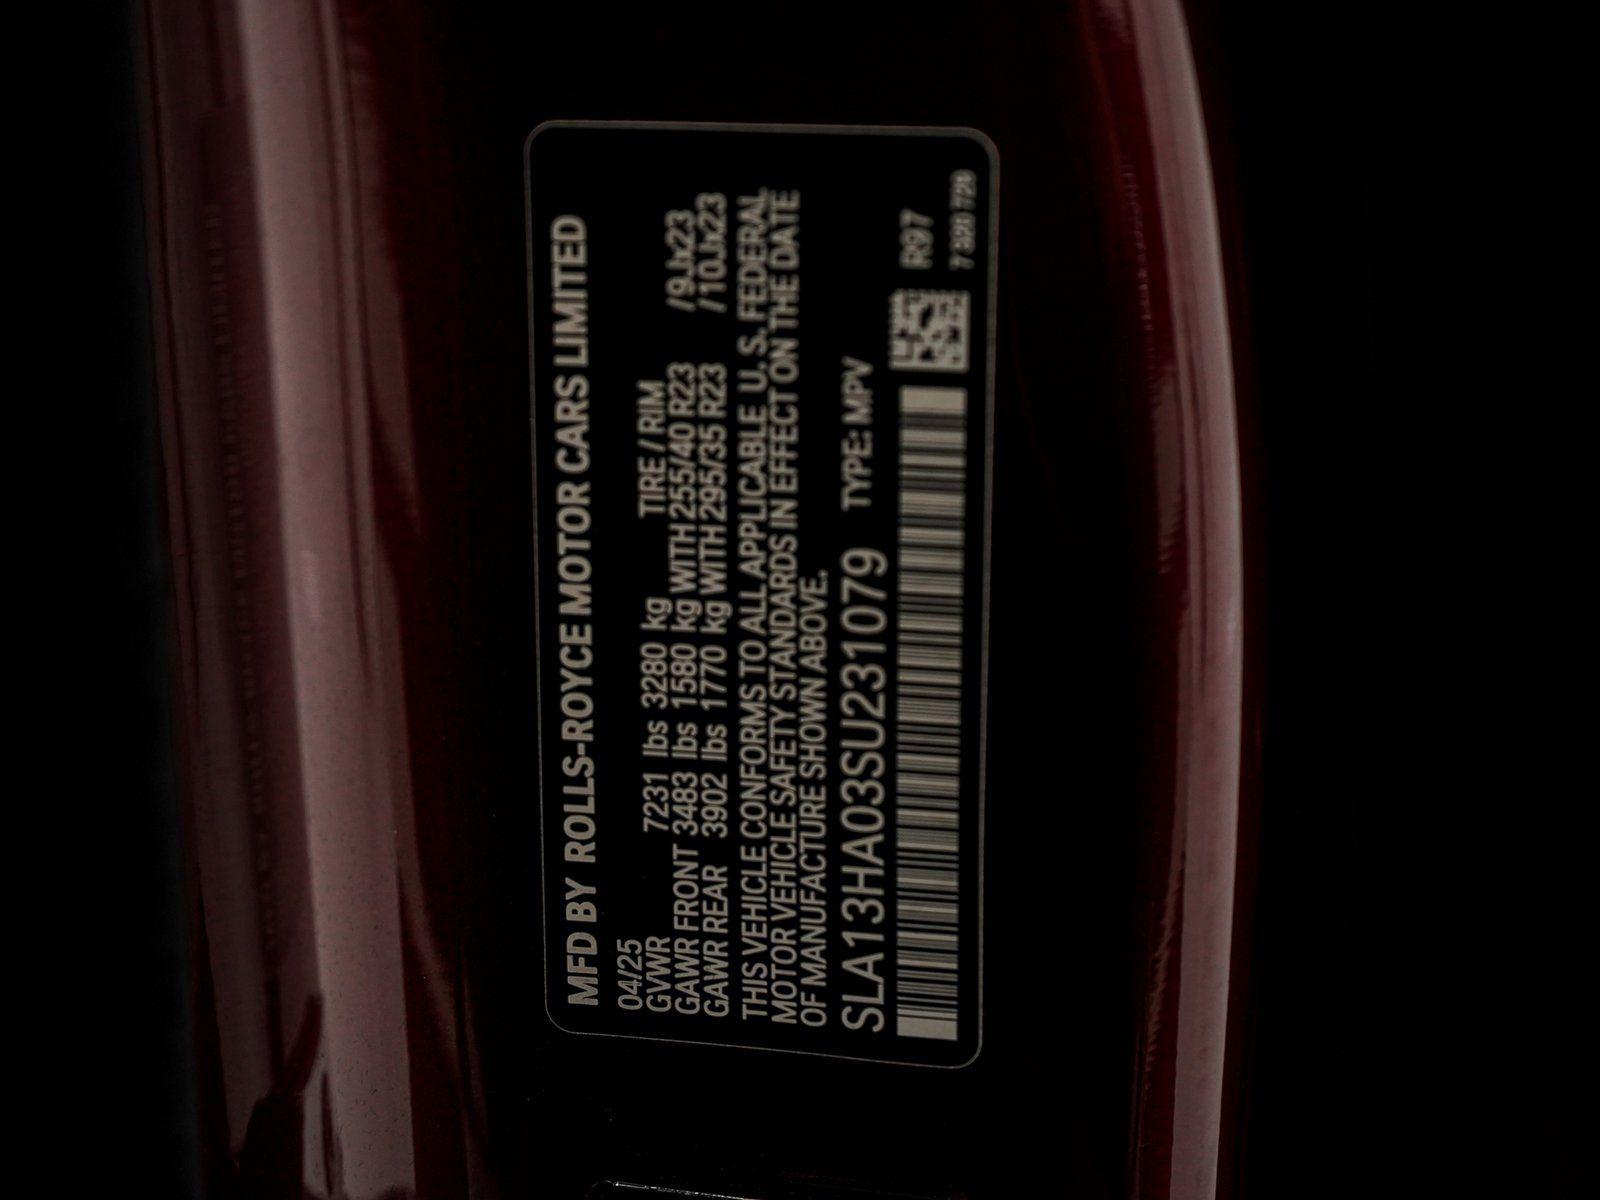 MFD BY ROLLS-ROYCE MOTOR CARS LIMITED
04/25
GVWR 7231 lbs 3280 kg TIRE / RIM
GAWR FRONT 3483 lbs 1580 kg WITH 255/40 R23 /9Jx23
GAWR REAR 3902 lbs 1770 kg WITH 295/35 R23 /10Jx23
THIS VEHICLE CONFORMS TO ALL APPLICABLE U.S. FEDERAL
MOTOR VEHICLE SAFETY STANDARDS IN EFFECT ON THE DATE
OF MANUFACTURE SHOWN ABOVE.
SLA13HA03SU231079 TYPE: MPV
R97